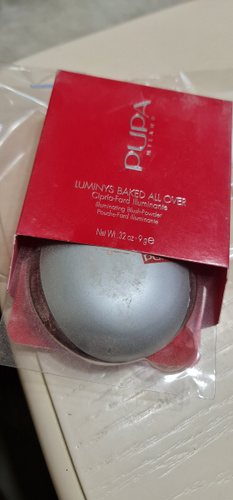 PUPA
MILANO
LUMINYS BAKED ALL OVER
Cipria-Fard Illuminante
Illuminating Blush-Powder
Poudre-Fard Illuminante
Net Wt. .32 oz - 9 g ℮